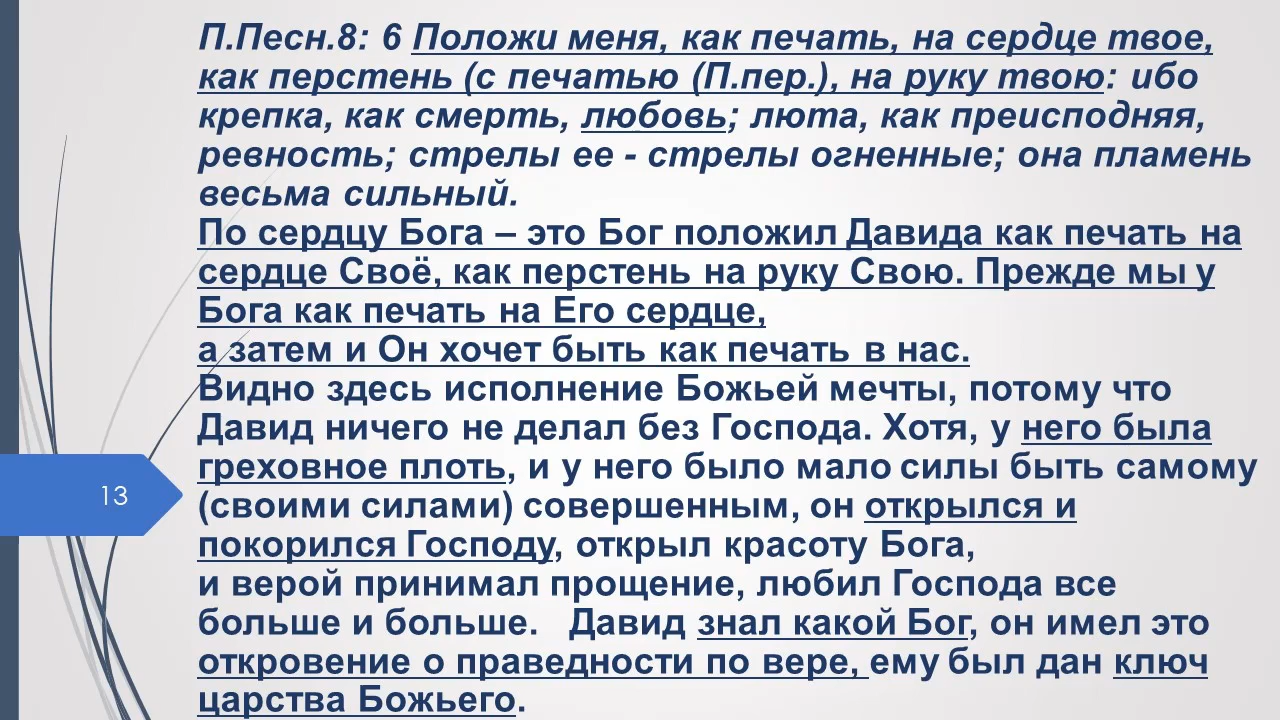 П.Песн.8: 6 Положи меня, как печать, на сердце твое,
как перстень (с печатью (П.пер.), на руку твою: ибо
крепка, как смерть, любовь; люта, как преисподняя,
ревность; стрелы ее - стрелы огненные; она пламень
весьма сильный.
По сердцу Бога – это Бог положил Давида как печать на
сердце Своё, как перстень на руку Свою. Прежде мы у
Бога как печать на Его сердце,
а затем и Он хочет быть как печать в нас.
Видно здесь исполнение Божьей мечты, потому что
Давид ничего не делал без Господа. Хотя, у него была
греховное плоть, и у него было мало силы быть самому
(своими силами) совершенным, он открылся и
покорился Господу, открыл красоту Бога,
и верой принимал прощение, любил Господа все
больше и больше. Давид знал какой Бог, он имел это
откровение о праведности по вере, ему был дан ключ
царства Божьего.
13